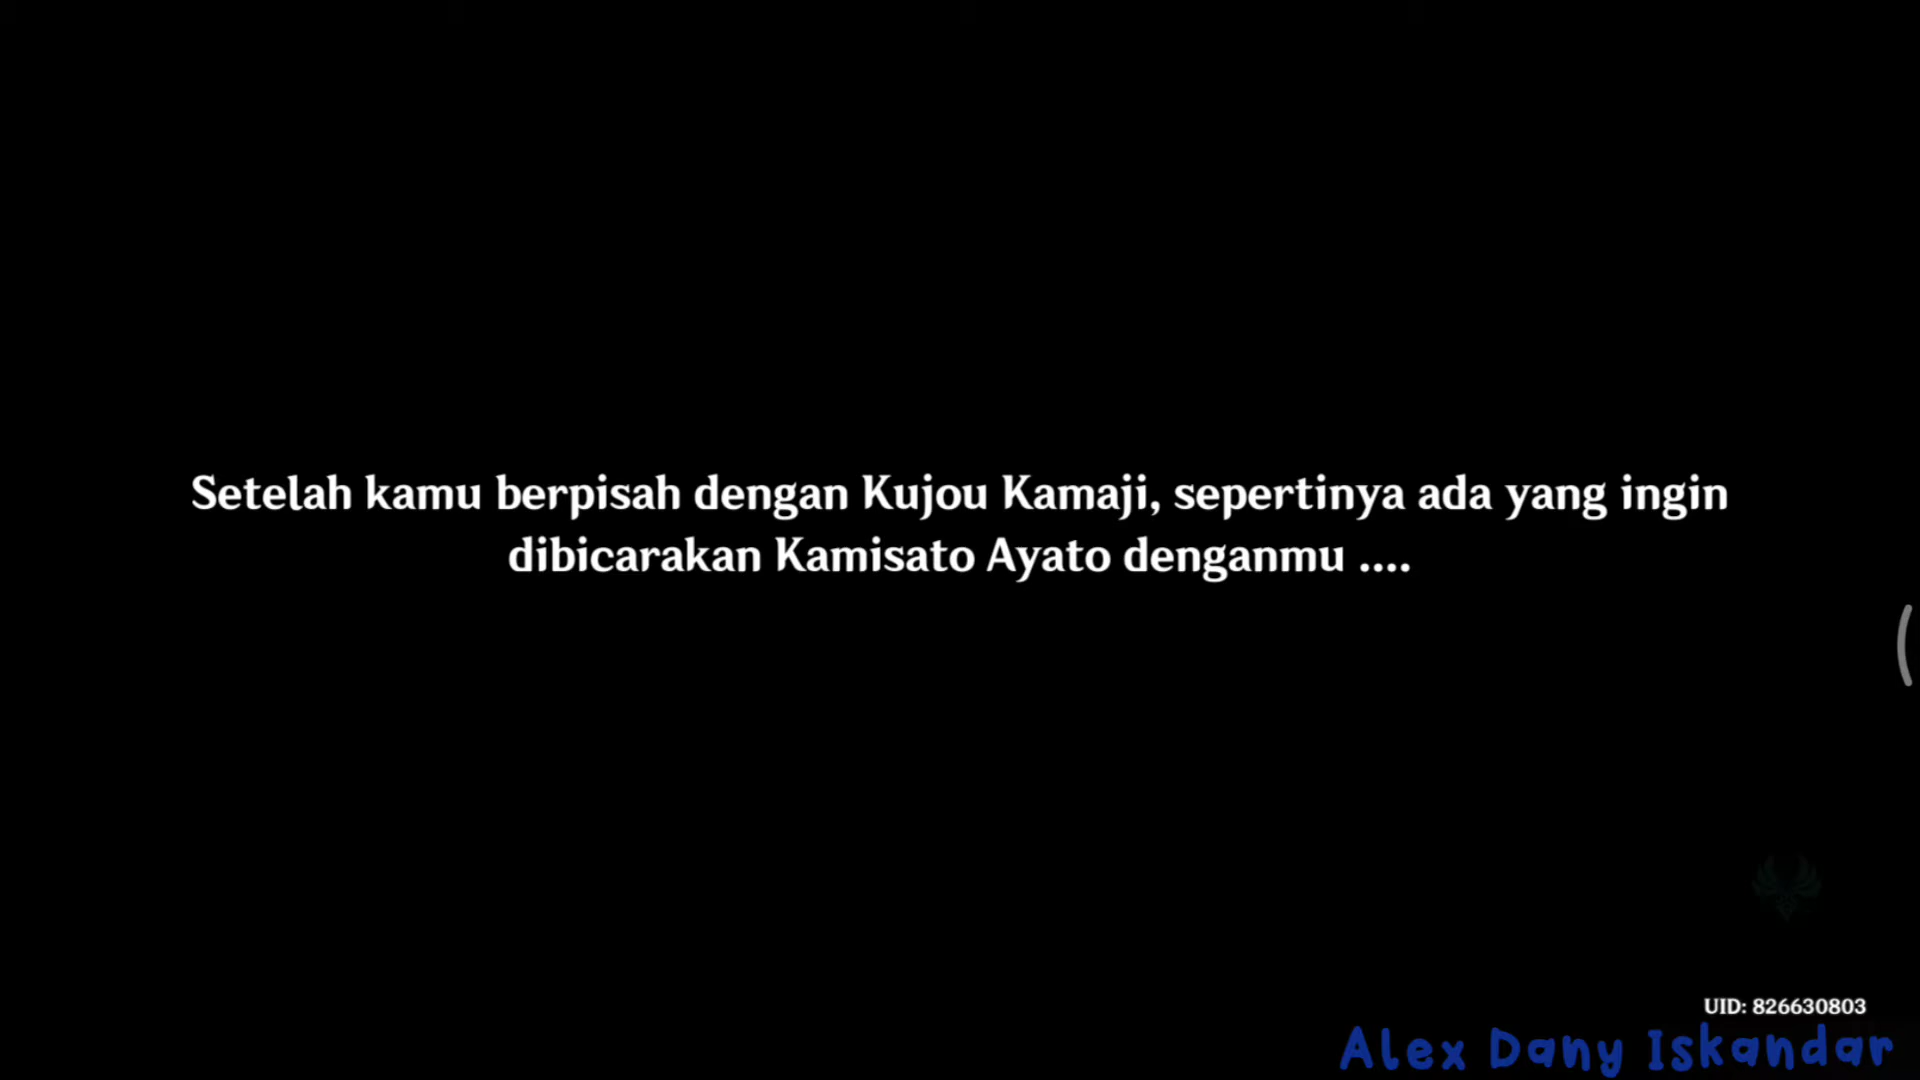 Setelah kamu berpisah dengan Kujou Kamaji, sepertinya ada yang ingin
dibicarakan Kamisato Ayato denganmu ....
UID: 826630803
Alex Dany Iskandar